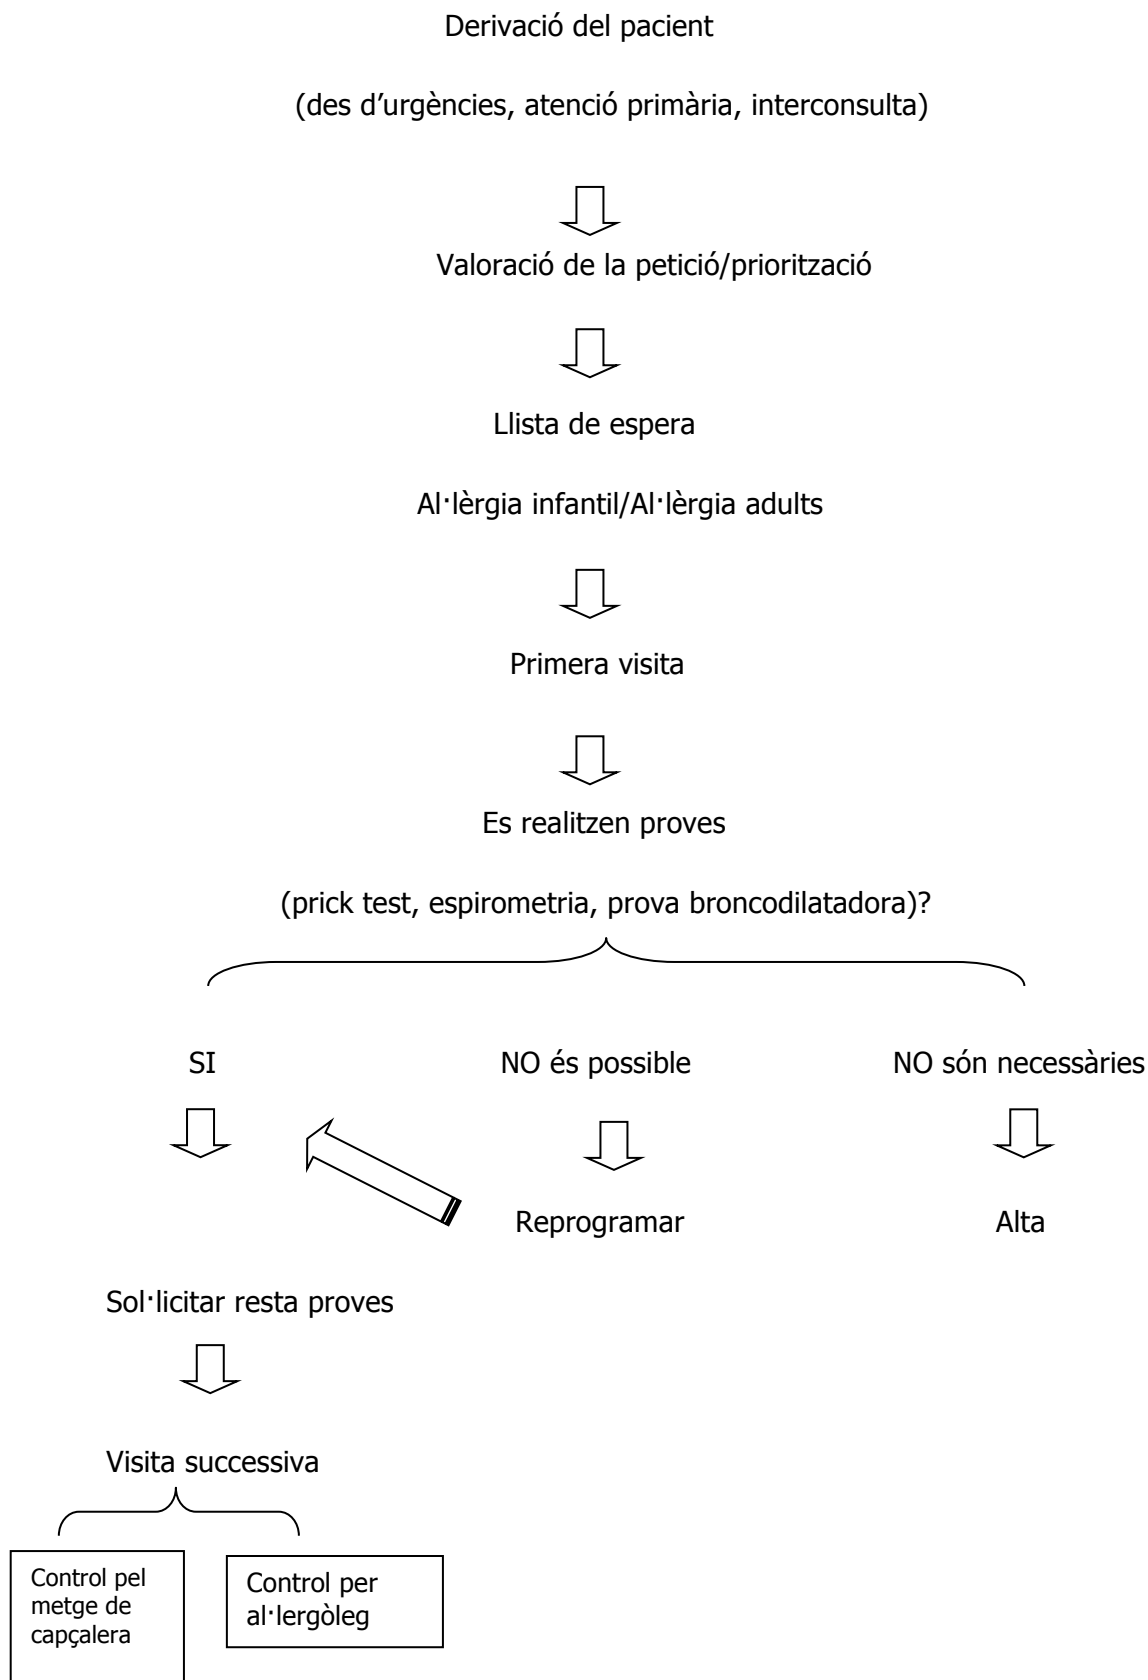 Derivació del pacient
(des d’urgències, atenció primària, interconsulta)
Valoració de la petició/priorització
Llista de espera
Al·lèrgia infantil/Al·lèrgia adults
Primera visita
Es realitzen proves
(prick test, espirometria, prova broncodilatadora)?
SI
NO és possible
NO són necessàries
Reprogramar
Alta
Sol·licitar resta proves
Visita successiva
Control pel
metge de
capçalera
Control per
al·lergòleg